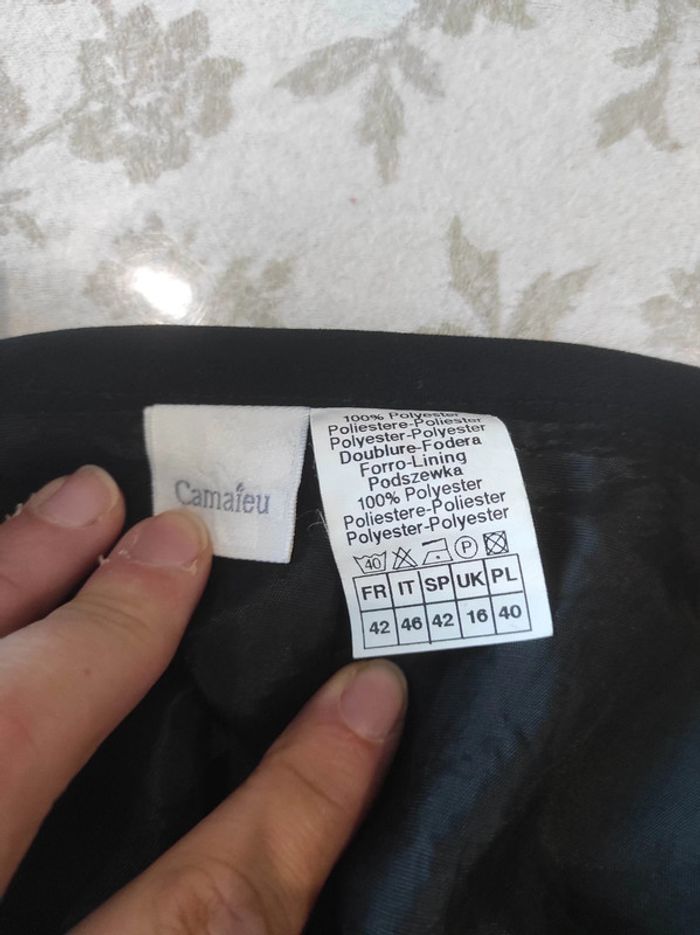 Camaïeu
100% Polyester
Poliestere-Poliester
Polyester-Polyester
Doublure-Fodera
Forro-Lining
Podszewka
100% Polyester
Poliestere-Poliester
Polyester-Polyester
40 P
FR IT SP UK PL
42 46 42 16 40